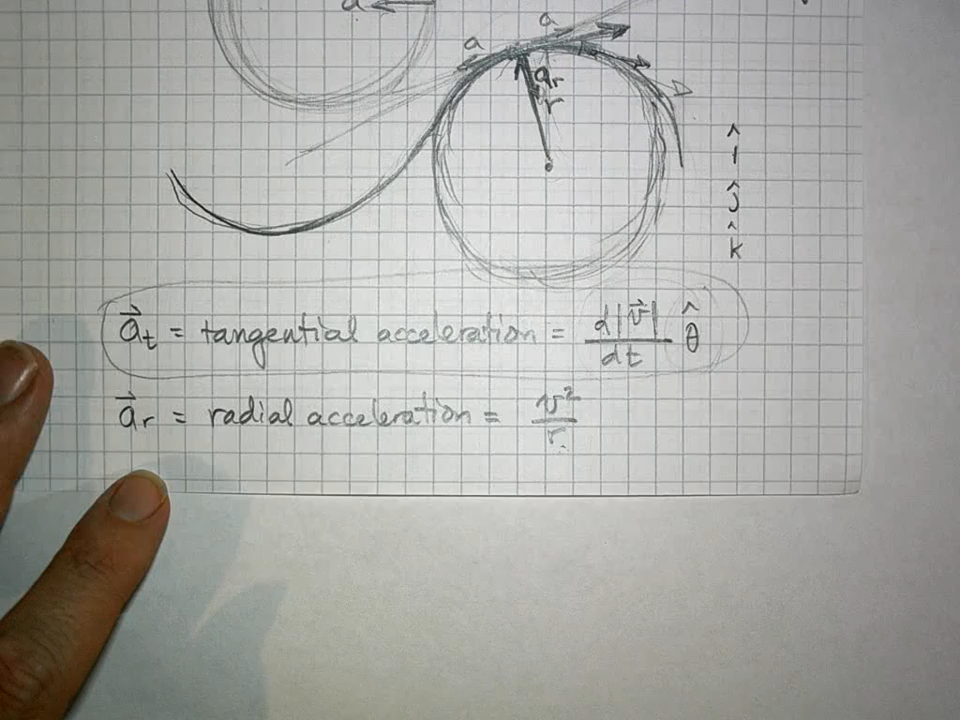 a
a
a
aᵣ
r
î
ĵ
k̂
a⃗ₜ = tangential acceleration = d|v⃗|/dt θ̂
a⃗ᵣ = radial acceleration = v²/r